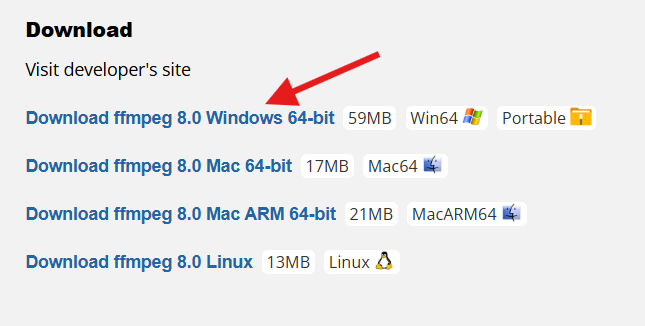 Download
Visit developer's site
Download ffmpeg 8.0 Windows 64-bit 59MB Win64 Portable
Download ffmpeg 8.0 Mac 64-bit 17MB Mac64
Download ffmpeg 8.0 Mac ARM 64-bit 21MB MacARM64
Download ffmpeg 8.0 Linux 13MB Linux